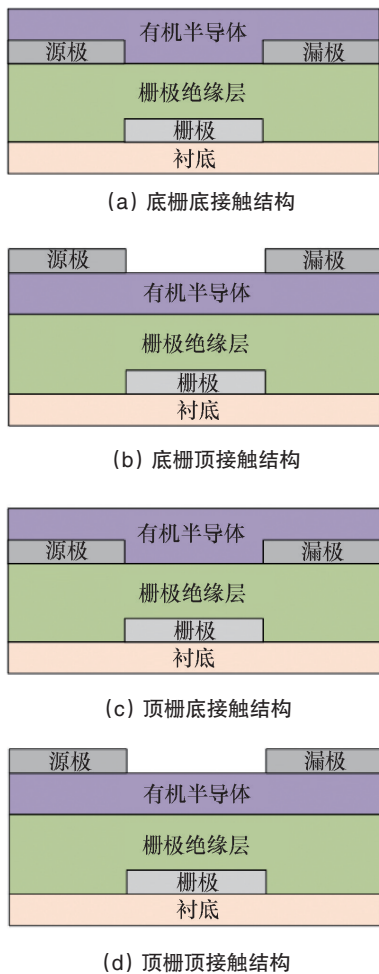 有机半导体
源极 漏极
栅极绝缘层
栅极
衬底
(a) 底栅底接触结构
源极 漏极
有机半导体
栅极绝缘层
栅极
衬底
(b) 底栅顶接触结构
有机半导体
源极 漏极
栅极绝缘层
栅极
衬底
(c) 顶栅底接触结构
源极 漏极
有机半导体
栅极绝缘层
栅极
衬底
(d) 顶栅顶接触结构